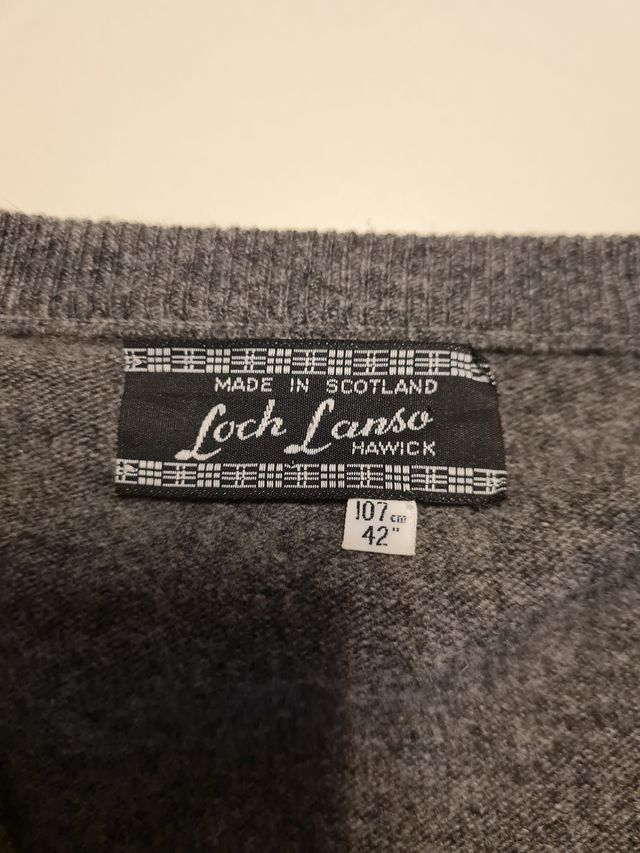 MADE IN SCOTLAND
Loch Lanso
HAWICK
107 cm
42"